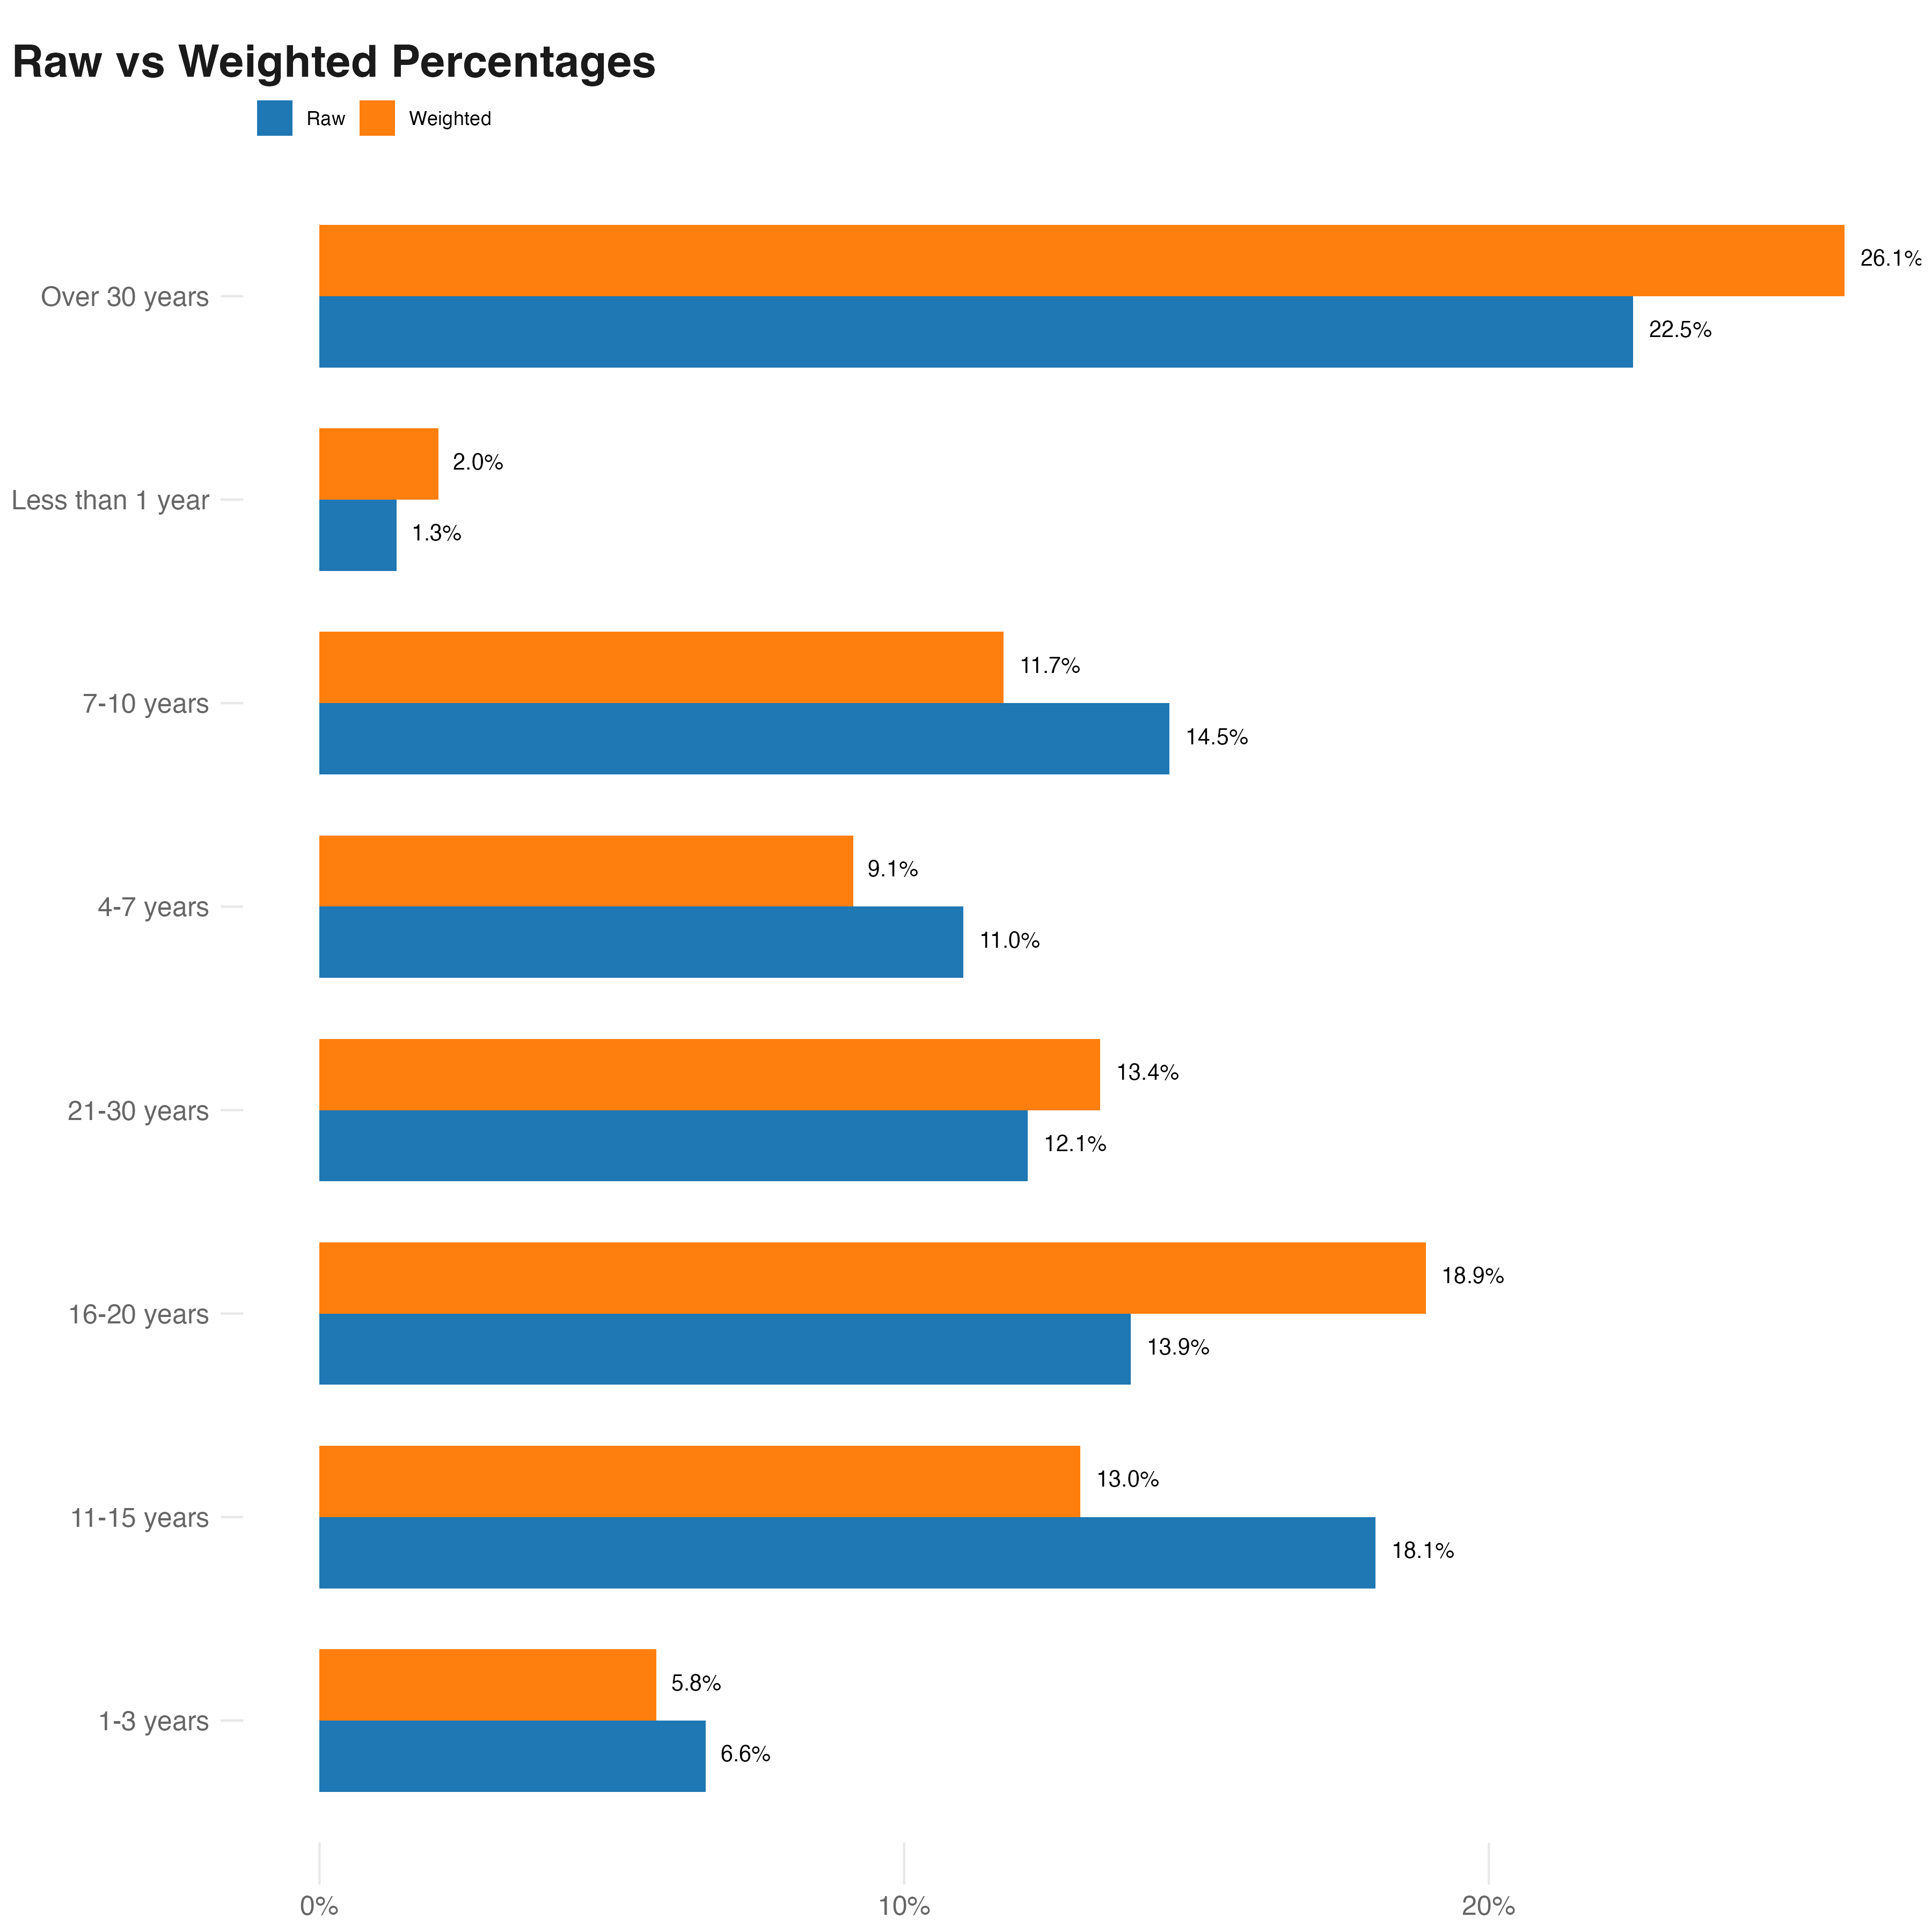 Raw vs Weighted Percentages
Raw Weighted
26.1%
Over 30 years
22.5%
2.0%
Less than 1 year
1.3%
11.7%
7-10 years
14.5%
9.1%
4-7 years
11.0%
13.4%
21-30 years
12.1%
18.9%
16-20 years
13.9%
13.0%
11-15 years
18.1%
5.8%
1-3 years
6.6%
0% 10% 20%